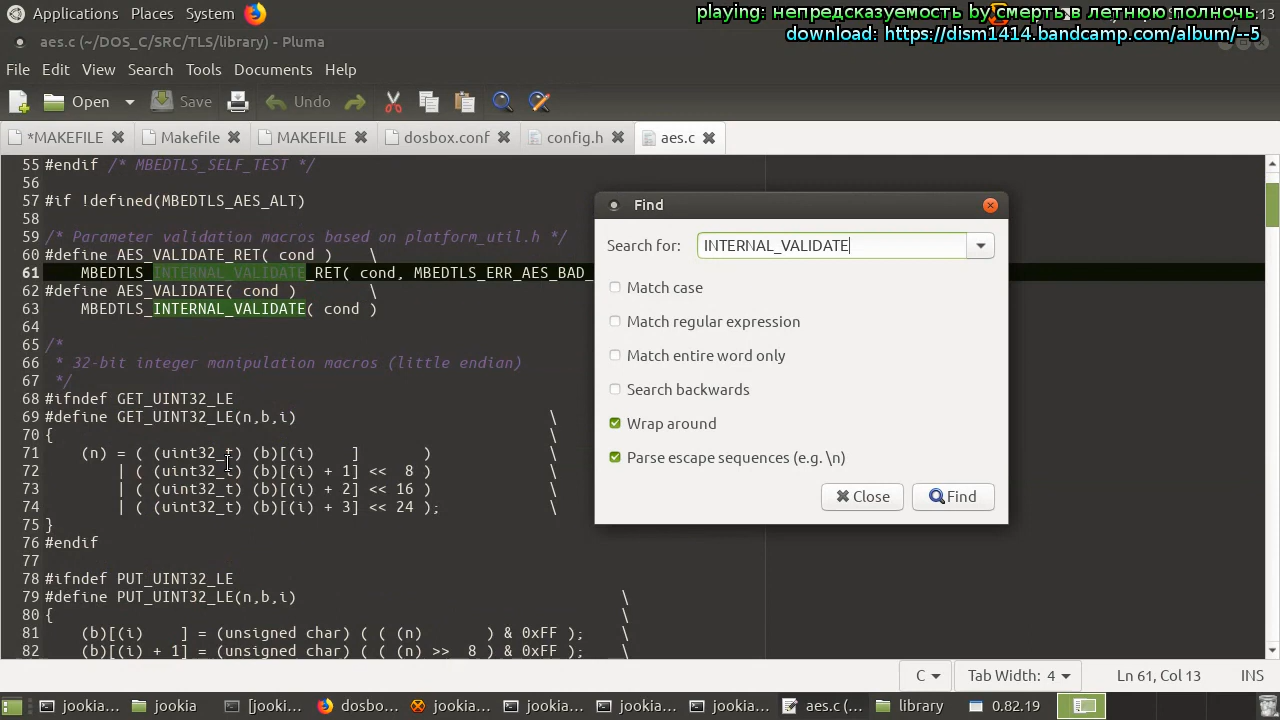 Applications Places System
playing: непредсказуемость by смерть в летнюю полночь
:13
download: https://dism1414.bandcamp.com/album/--5
aes.c (~/DOS_C/SRC/TLS/library) - Pluma
File Edit View Search Tools Documents Help
Open Save Undo
*MAKEFILE Makefile MAKEFILE dosbox.conf config.h aes.c
55 #endif /* MBEDTLS_SELF_TEST */
56
57 #if !defined(MBEDTLS_AES_ALT)
58
59 /* Parameter validation macros based on platform_util.h */
60 #define AES_VALIDATE_RET( cond ) \
61 MBEDTLS_INTERNAL_VALIDATE_RET( cond, MBEDTLS_ERR_AES_BAD_
62 #define AES_VALIDATE( cond ) \
63 MBEDTLS_INTERNAL_VALIDATE( cond )
64
65 /*
66 * 32-bit integer manipulation macros (little endian)
67 */
68 #ifndef GET_UINT32_LE
69 #define GET_UINT32_LE(n,b,i) \
70 { \
71 (n) = ( (uint32_t) (b)[(i) ] ) \
72 | ( (uint32_t) (b)[(i) + 1] << 8 ) \
73 | ( (uint32_t) (b)[(i) + 2] << 16 ) \
74 | ( (uint32_t) (b)[(i) + 3] << 24 ); \
75 }
76 #endif
77
78 #ifndef PUT_UINT32_LE
79 #define PUT_UINT32_LE(n,b,i) \
80 { \
81 (b)[(i) ] = (unsigned char) ( ( (n) ) & 0xFF ); \
82 (b)[(i) + 1] = (unsigned char) ( ( (n) >> 8 ) & 0xFF ); \
Find
Search for: INTERNAL_VALIDATE
Match case
Match regular expression
Match entire word only
Search backwards
Wrap around
Parse escape sequences (e.g. \n)
Close Find
C Tab Width: 4 Ln 61, Col 13 INS
jookia... jookia [jooki... dosbo... jookia... jookia... jookia... jookia... aes.c (... library 0.82.19